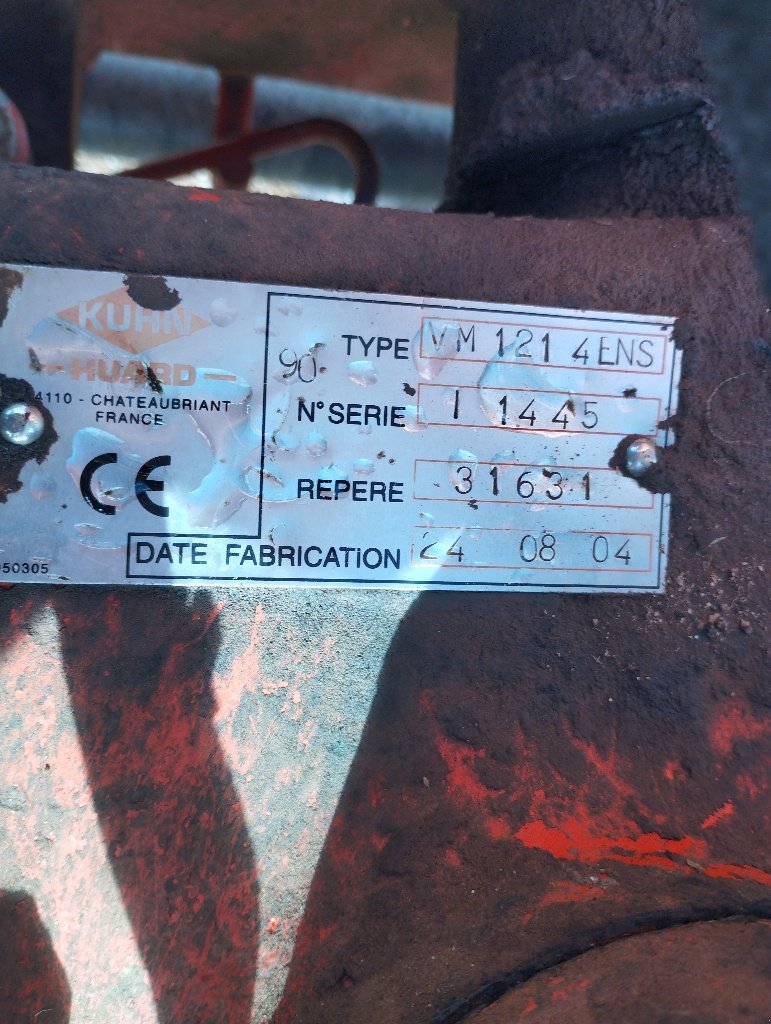 KUHN
HUARD
4110 - CHATEAUBRIANT
FRANCE
CE
50305
90
TYPE VM 121 4ENS
N° SERIE I 1445
REPERE 31631
DATE FABRICATION 24 08 04